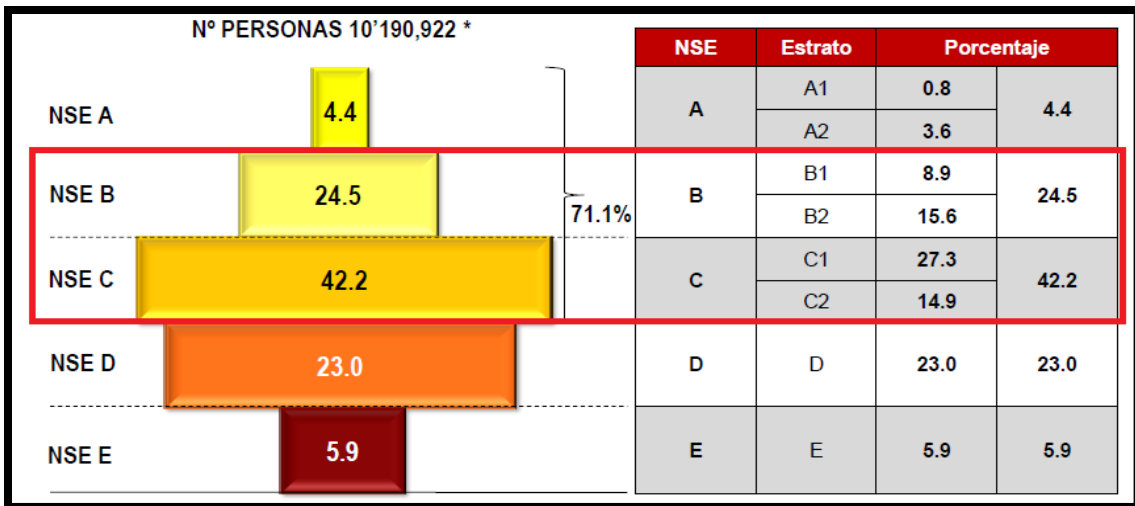 Nº PERSONAS 10’190,922 *
NSE A
4.4
NSE B
24.5
NSE C
42.2
NSE D
23.0
NSE E
5.9
71.1%
NSE Estrato Porcentaje
A A1 0.8 4.4
A2 3.6
B B1 8.9 24.5
B2 15.6
C C1 27.3 42.2
C2 14.9
D D 23.0 23.0
E E 5.9 5.9